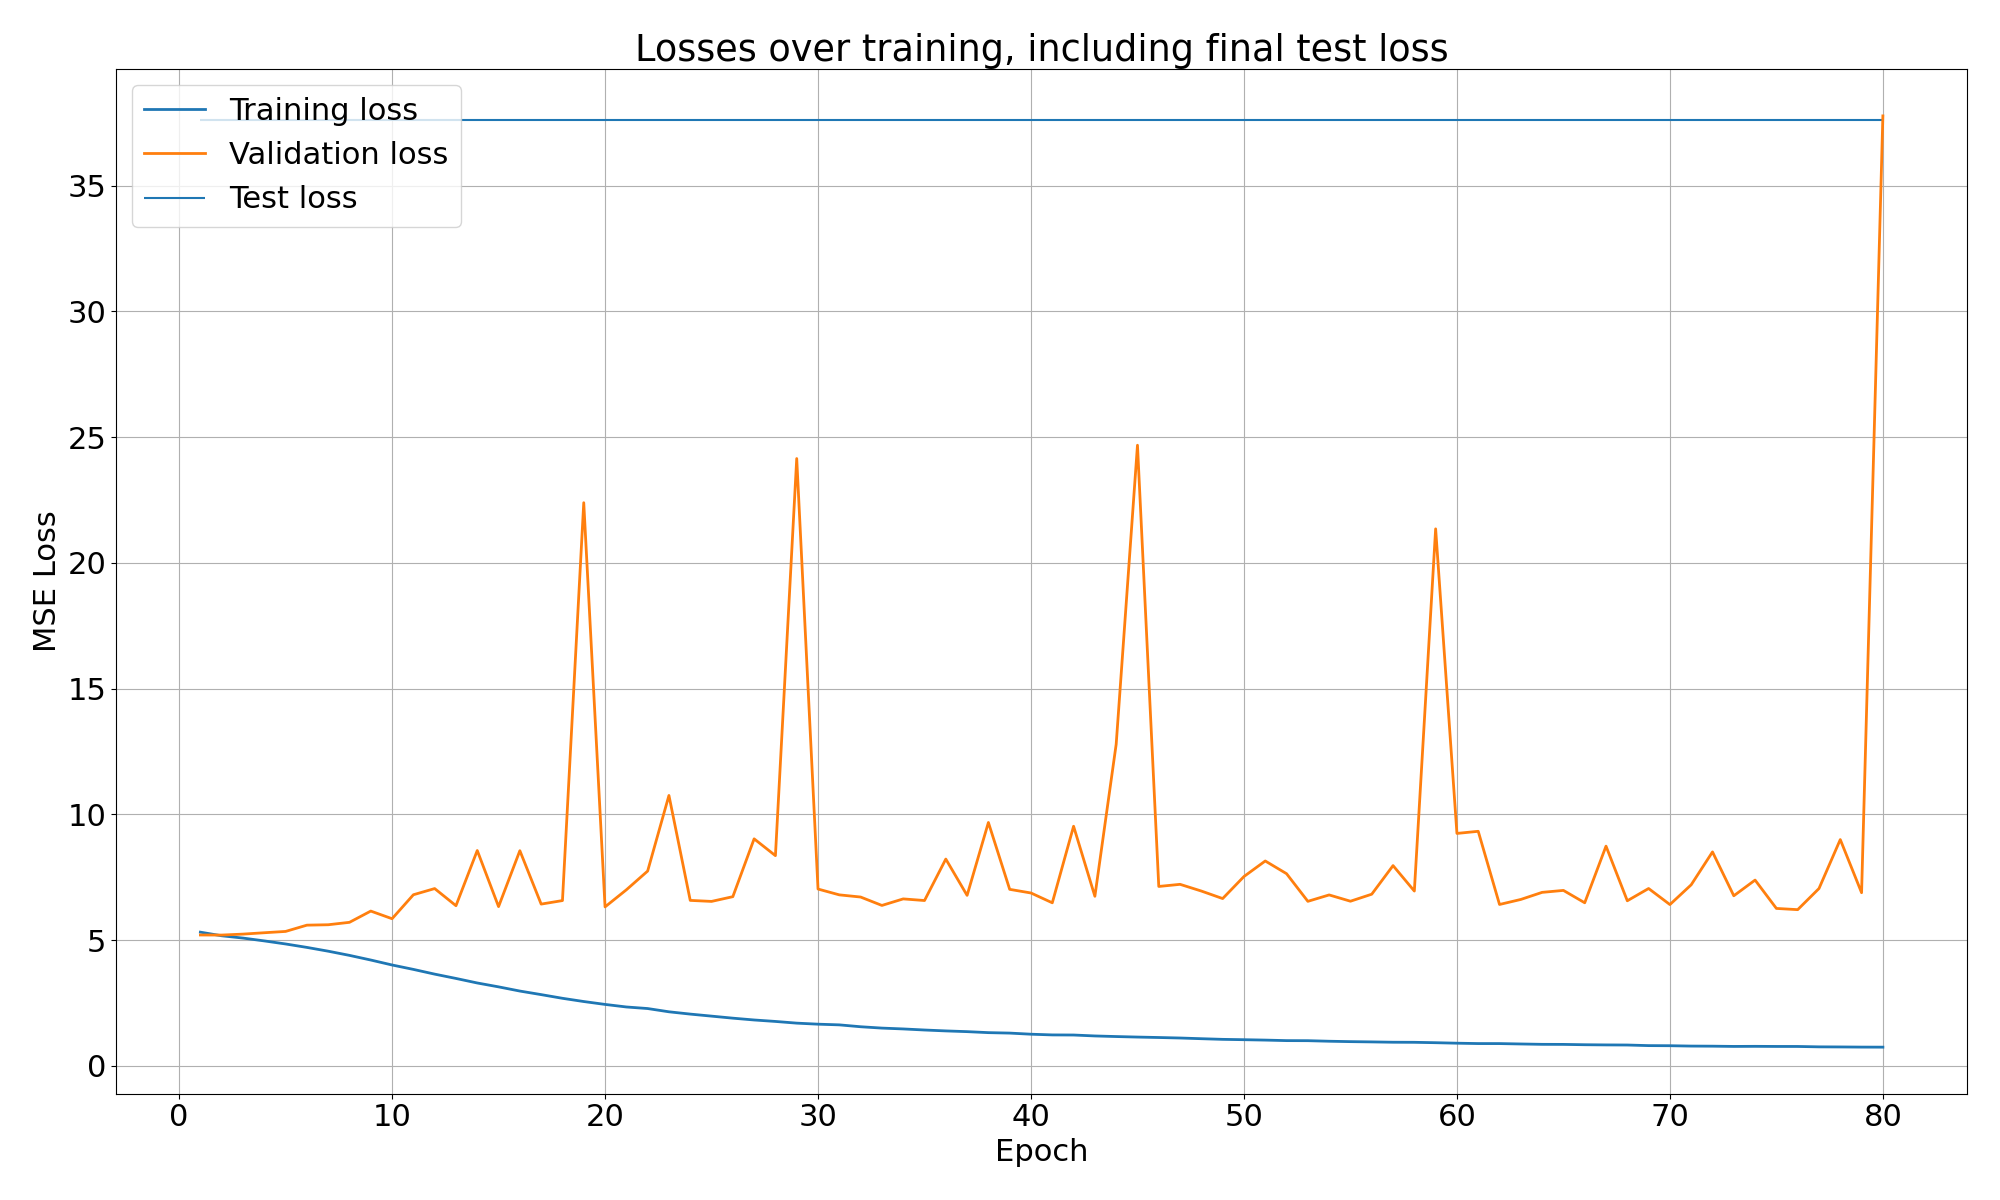 Losses over training, including final test loss
Training loss
Validation loss
Test loss
MSE Loss
35
30
25
20
15
10
5
0
0 10 20 30 40 50 60 70 80
Epoch